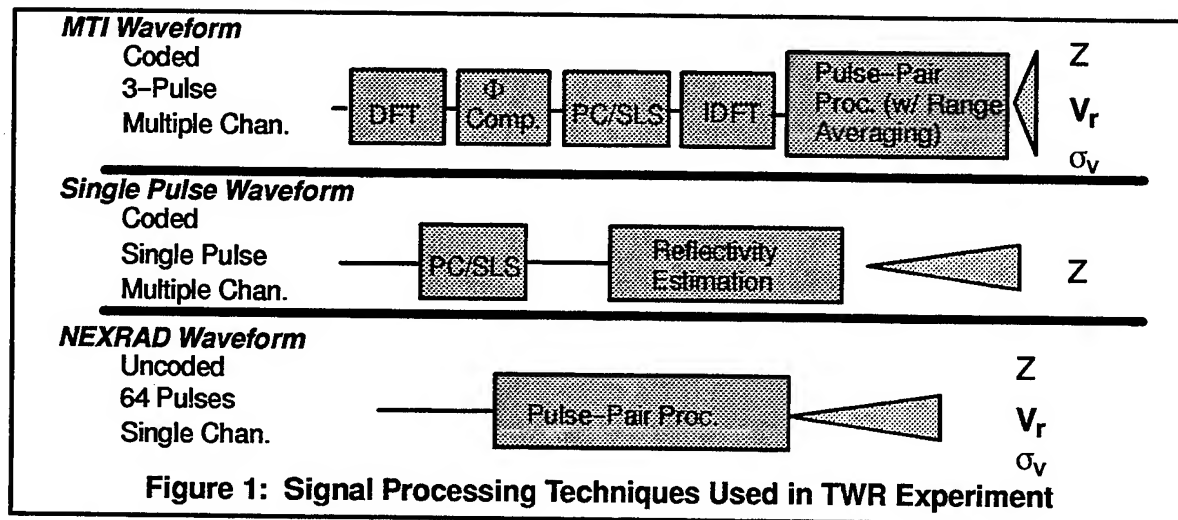 MTI Waveform
Coded
3–Pulse
Multiple Chan.
DFT
Φ
Comp.
PC/SLS
IDFT
Pulse–Pair
Proc. (w/ Range
Averaging)
Z
Vr
σv
Single Pulse Waveform
Coded
Single Pulse
Multiple Chan.
PC/SLS
Reflectivity
Estimation
Z
NEXRAD Waveform
Uncoded
64 Pulses
Single Chan.
Pulse–Pair Proc.
Z
Vr
σv
Figure 1: Signal Processing Techniques Used in TWR Experiment